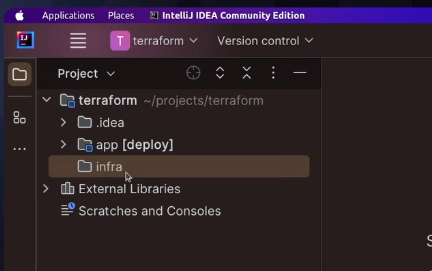 Applications Places IntelliJ IDEA Community Edition
IJ T terraform Version control
Project
terraform ~/projects/terraform
.idea
app [deploy]
infra
External Libraries
Scratches and Consoles
S